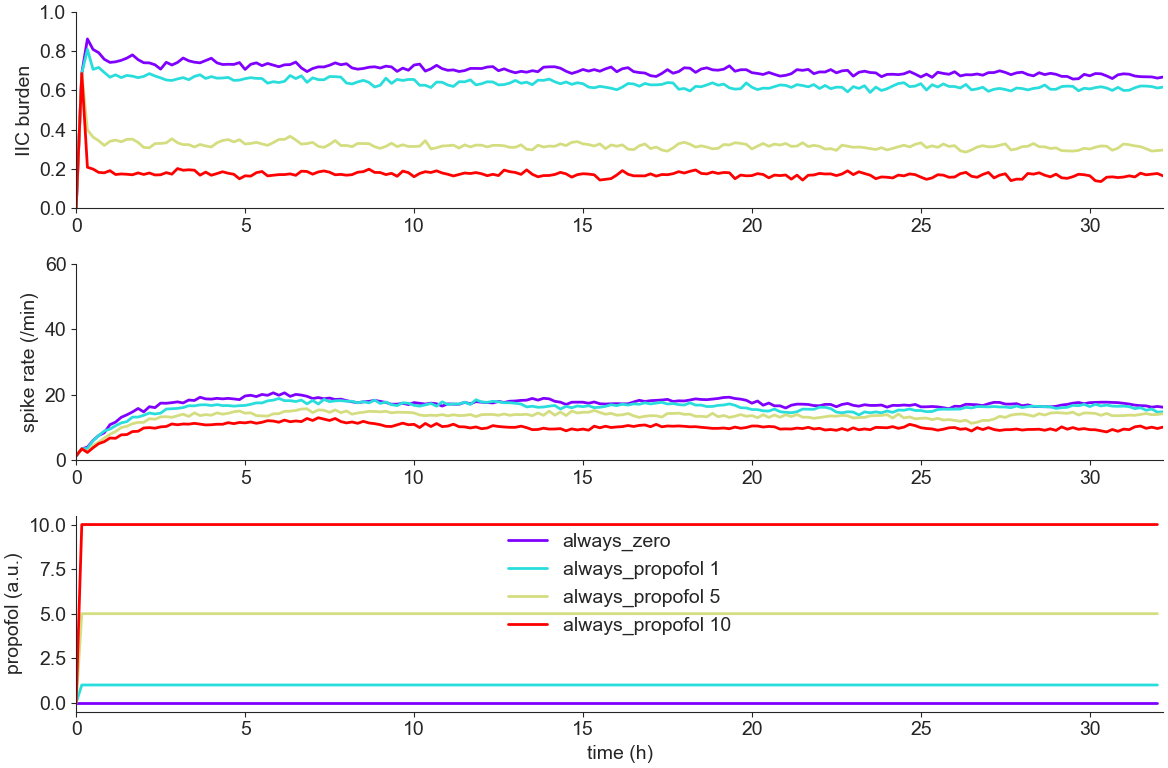 1.0
0.8
0.6
0.4
0.2
0.0
IIC burden
0 5 10 15 20 25 30
60
40
20
0
spike rate (/min)
0 5 10 15 20 25 30
10.0
7.5
5.0
2.5
0.0
propofol (a.u.)
always_zero
always_propofol 1
always_propofol 5
always_propofol 10
0 5 10 15 20 25 30
time (h)